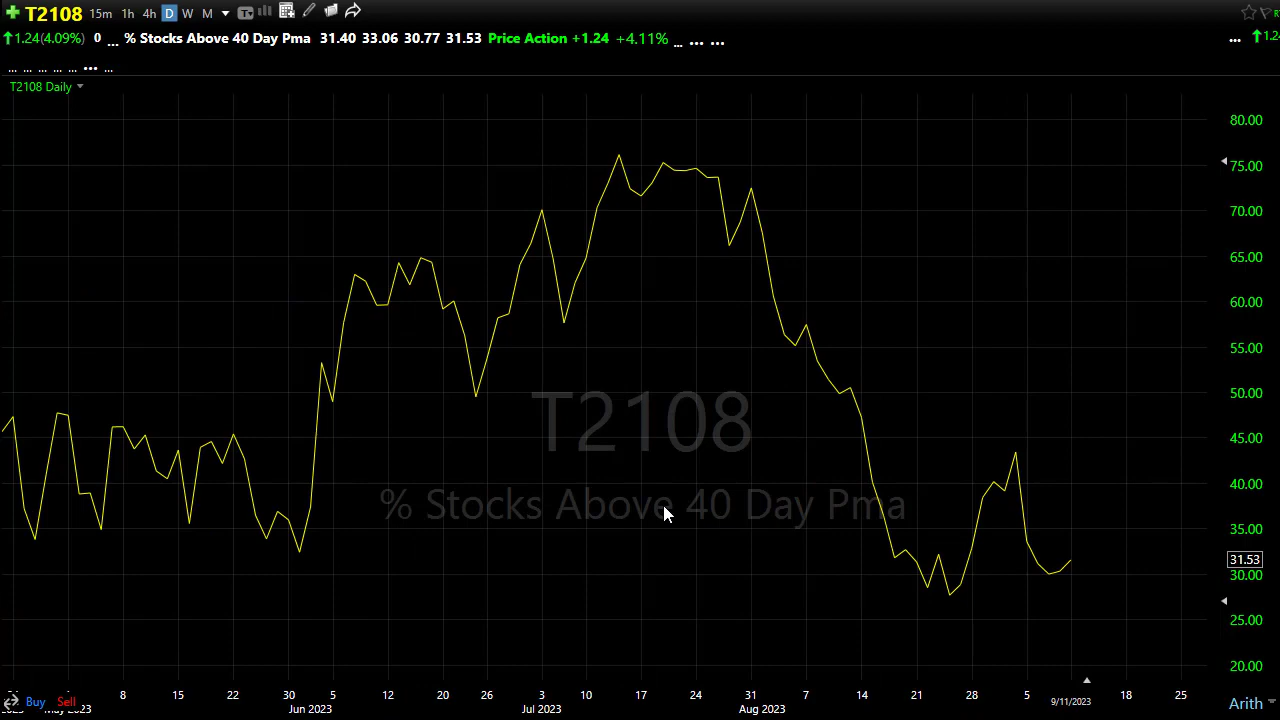 T2108 15m 1h 4h D W M
1.24(4.09%) 0 ... % Stocks Above 40 Day Pma 31.40 33.06 30.77 31.53 Price Action +1.24 +4.11% ... ... ... ... 1.24
... ... ... ... ... ... ...
T2108 Daily
80.00
75.00
70.00
65.00
60.00
55.00
50.00
45.00
40.00
35.00
31.53
30.00
25.00
20.00
T2108
% Stocks Above 40 Day Pma
8 15 22 30 5 12 20 26 3 10 17 24 31 7 14 21 28 5 9/11/2023 18 25
Buy Sell
2023 Jun 2023 Jul 2023 Aug 2023
Arith